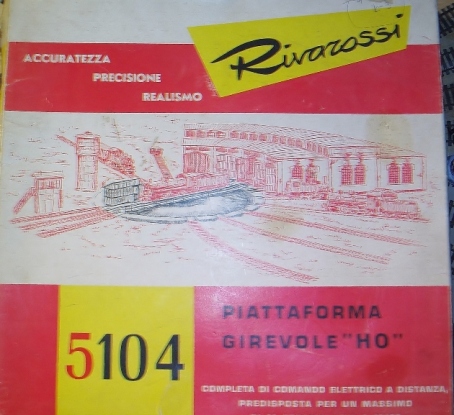 Rivarossi
ACCURATEZZA
PRECISIONE
REALISMO
5104
PIATTAFORMA
GIREVOLE "HO"
COMPLETA DI COMANDO ELETTRICO A DISTANZA,
PREDISPOSTA PER UN MASSIMO